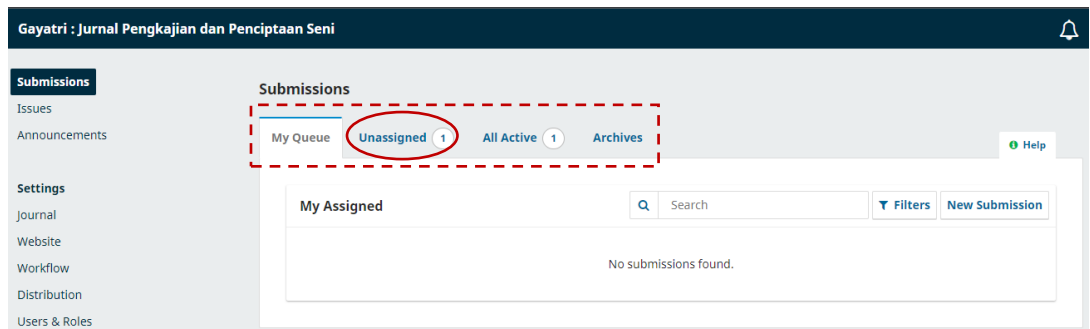 Gayatri : Jurnal Pengkajian dan Penciptaan Seni
Submissions
Issues
Announcements
Settings
Journal
Website
Workflow
Distribution
Users & Roles
Submissions
My Queue Unassigned 1 All Active 1 Archives
Help
My Assigned Search Filters New Submission
No submissions found.